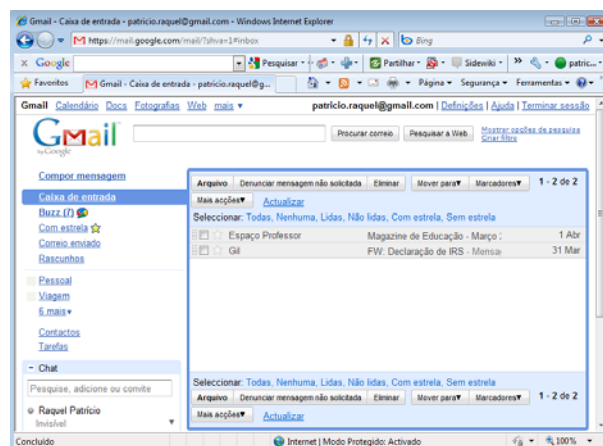 Gmail - Caixa de entrada - patricio.raquel@gmail.com - Windows Internet Explorer
https://mail.google.com/mail/?shva=1#inbox Bing
x Google Pesquisar Partilhar Sidewiki » patric...
Favoritos Gmail - Caixa de entrada - patricio.raquel@g... Página Segurança Ferramentas
Gmail Calendário Docs Fotografias Web mais patricio.raquel@gmail.com | Definições | Ajuda | Terminar sessão
Gmail by Google Procurar correio Pesquisar a Web Mostrar opções de pesquisa
Criar filtro
Compor mensagem
Caixa de entrada
Buzz (7)
Com estrela
Correio enviado
Rascunhos
Pessoal
Viagem
6 mais
Contactos
Tarefas
- Chat
Pesquise, adicione ou convite
Raquel Patrício
Invisível
Arquivo Denunciar mensagem não solicitada Eliminar Mover para Marcadores 1 - 2 de 2
Mais acções Actualizar
Seleccionar: Todas, Nenhuma, Lidas, Não lidas, Com estrela, Sem estrela
Espaço Professor Magazine de Educação - Março 1 Abr
Gil FW: Declaração de IRS - Mensa 31 Mar
Seleccionar: Todas, Nenhuma, Lidas, Não lidas, Com estrela, Sem estrela
Arquivo Denunciar mensagem não solicitada Eliminar Mover para Marcadores 1 - 2 de 2
Mais acções Actualizar
Concluído Internet | Modo Protegido: Activado 100%